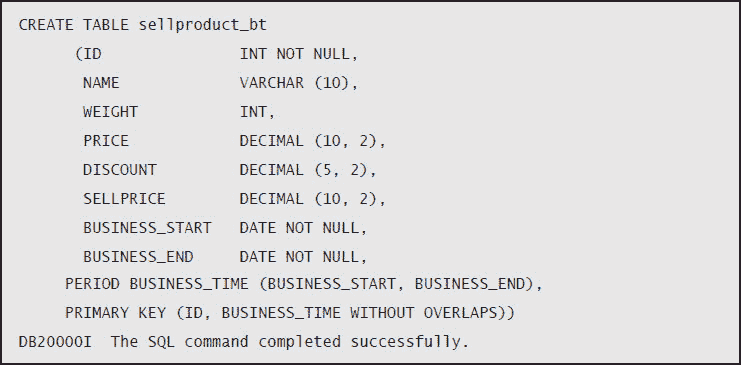 CREATE TABLE sellproduct_bt
(ID INT NOT NULL,
NAME VARCHAR (10),
WEIGHT INT,
PRICE DECIMAL (10, 2),
DISCOUNT DECIMAL (5, 2),
SELLPRICE DECIMAL (10, 2),
BUSINESS_START DATE NOT NULL,
BUSINESS_END DATE NOT NULL,
PERIOD BUSINESS_TIME (BUSINESS_START, BUSINESS_END),
PRIMARY KEY (ID, BUSINESS_TIME WITHOUT OVERLAPS))
DB20000I The SQL command completed successfully.